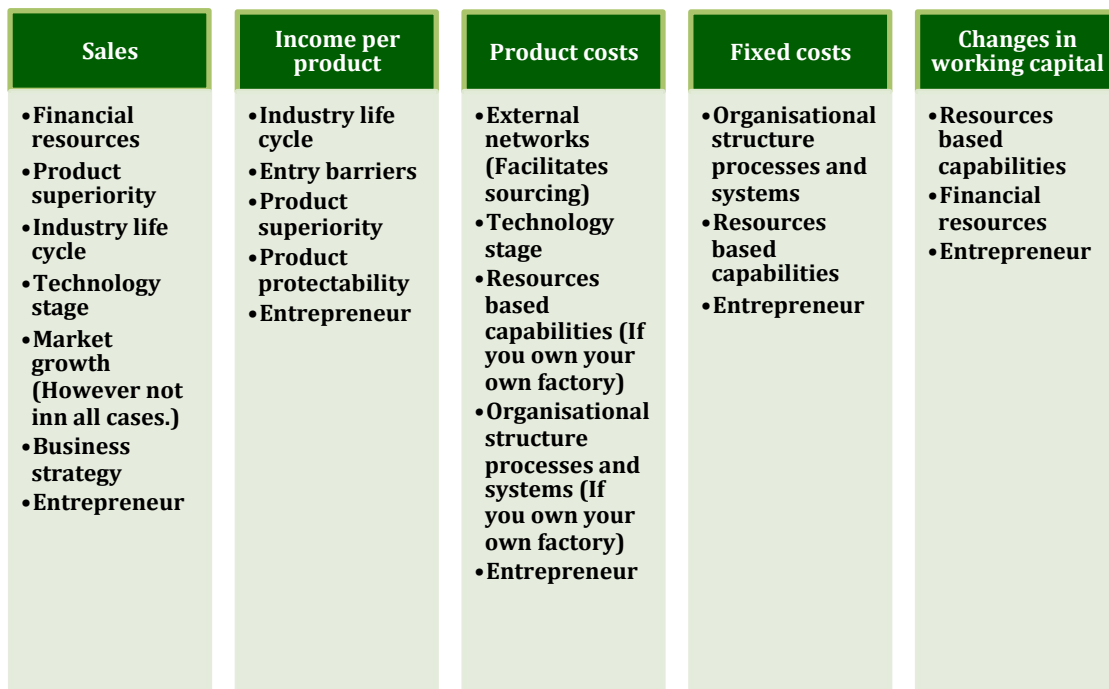 Sales
•Financial
resources
•Product
superiority
•Industry life
cycle
•Technology
stage
•Market
growth
(However not
inn all cases.)
•Business
strategy
•Entrepreneur
Income per
product
•Industry life
cycle
•Entry barriers
•Product
superiority
•Product
protectability
•Entrepreneur
Product costs
•External
networks
(Facilitates
sourcing)
•Technology
stage
•Resources
based
capabilities (If
you own your
own factory)
•Organisational
structure
processes and
systems (If
you own your
own factory)
•Entrepreneur
Fixed costs
•Organisational
structure
processes and
systems
•Resources
based
capabilities
•Entrepreneur
Changes in
working capital
•Resources
based
capabilities
•Financial
resources
•Entrepreneur